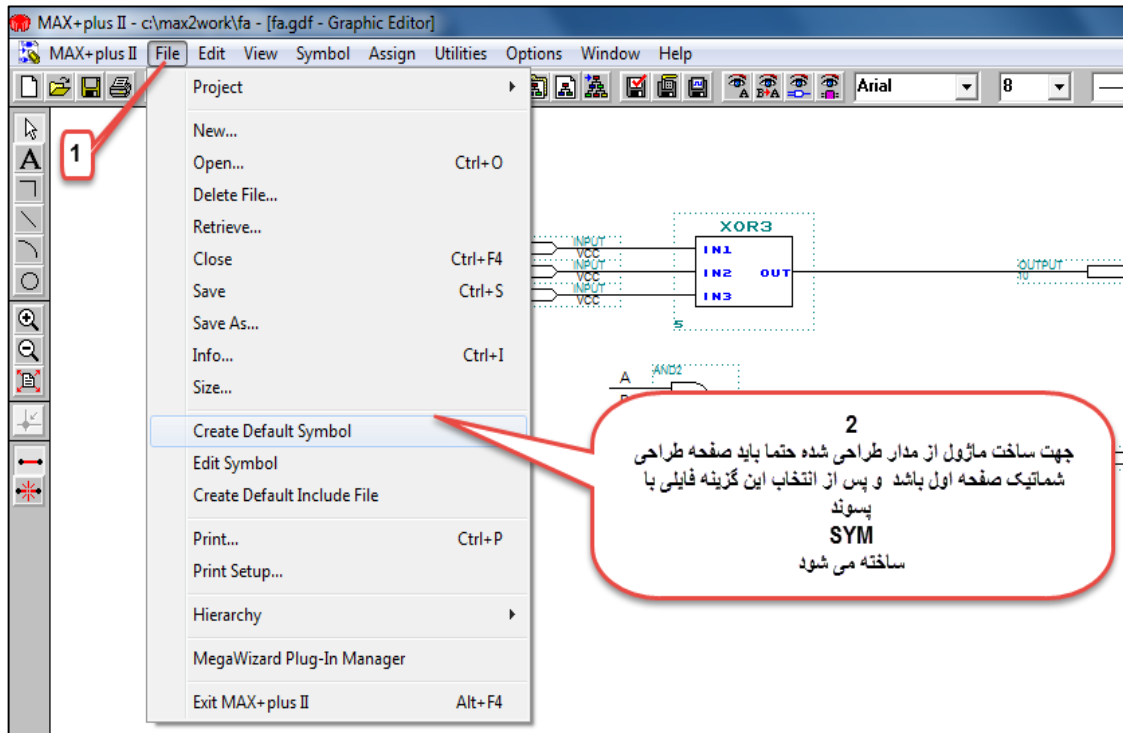 MAX+plus II - c:\max2work\fa - [fa.gdf - Graphic Editor]
MAX+plus II File Edit View Symbol Assign Utilities Options Window Help
Arial 8
1
Project
New...
Open... Ctrl+O
Delete File...
Retrieve...
Close Ctrl+F4
Save Ctrl+S
Save As...
Info... Ctrl+I
Size...
Create Default Symbol
Edit Symbol
Create Default Include File
Print... Ctrl+P
Print Setup...
Hierarchy
MegaWizard Plug-In Manager
Exit MAX+plus II Alt+F4
XOR3
INPUT
VCC
INPUT
VCC
INPUT
VCC
IN1
IN2 OUT
IN3
5
OUTPUT
10
A
AND2
2
جهت ساخت ماژول از مدار طراحی شده حتما باید صفحه طراحی
شماتیک صفحه اول باشد و پس از انتخاب این گزینه فایلی با
پسوند
SYM
ساخته می شود